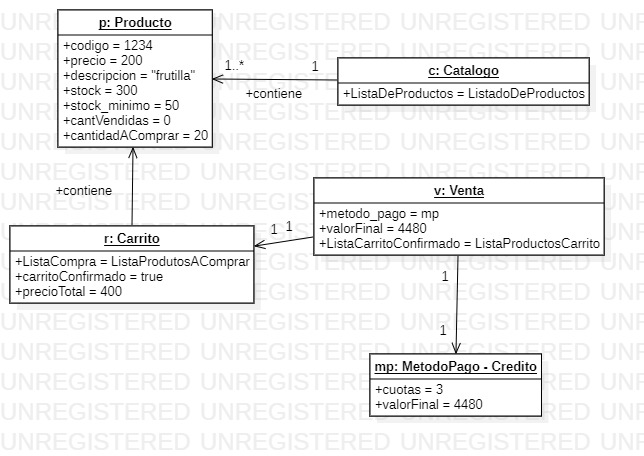 p: Producto
+codigo = 1234
+precio = 200
+descripcion = "frutilla"
+stock = 300
+stock_minimo = 50
+cantVendidas = 0
+cantidadAComprar = 20
1..*
1
+contiene
c: Catalogo
+ListaDeProductos = ListadoDeProductos
+contiene
v: Venta
+metodo_pago = mp
+valorFinal = 4480
+ListaCarritoConfirmado = ListaProductosCarrito
1 1
r: Carrito
+ListaCompra = ListaProdutosAComprar
+carritoConfirmado = true
+precioTotal = 400
1
1
mp: MetodoPago - Credito
+cuotas = 3
+valorFinal = 4480
UNREGISTERED UNREGISTERED UNREGISTERED UNREGISTERED